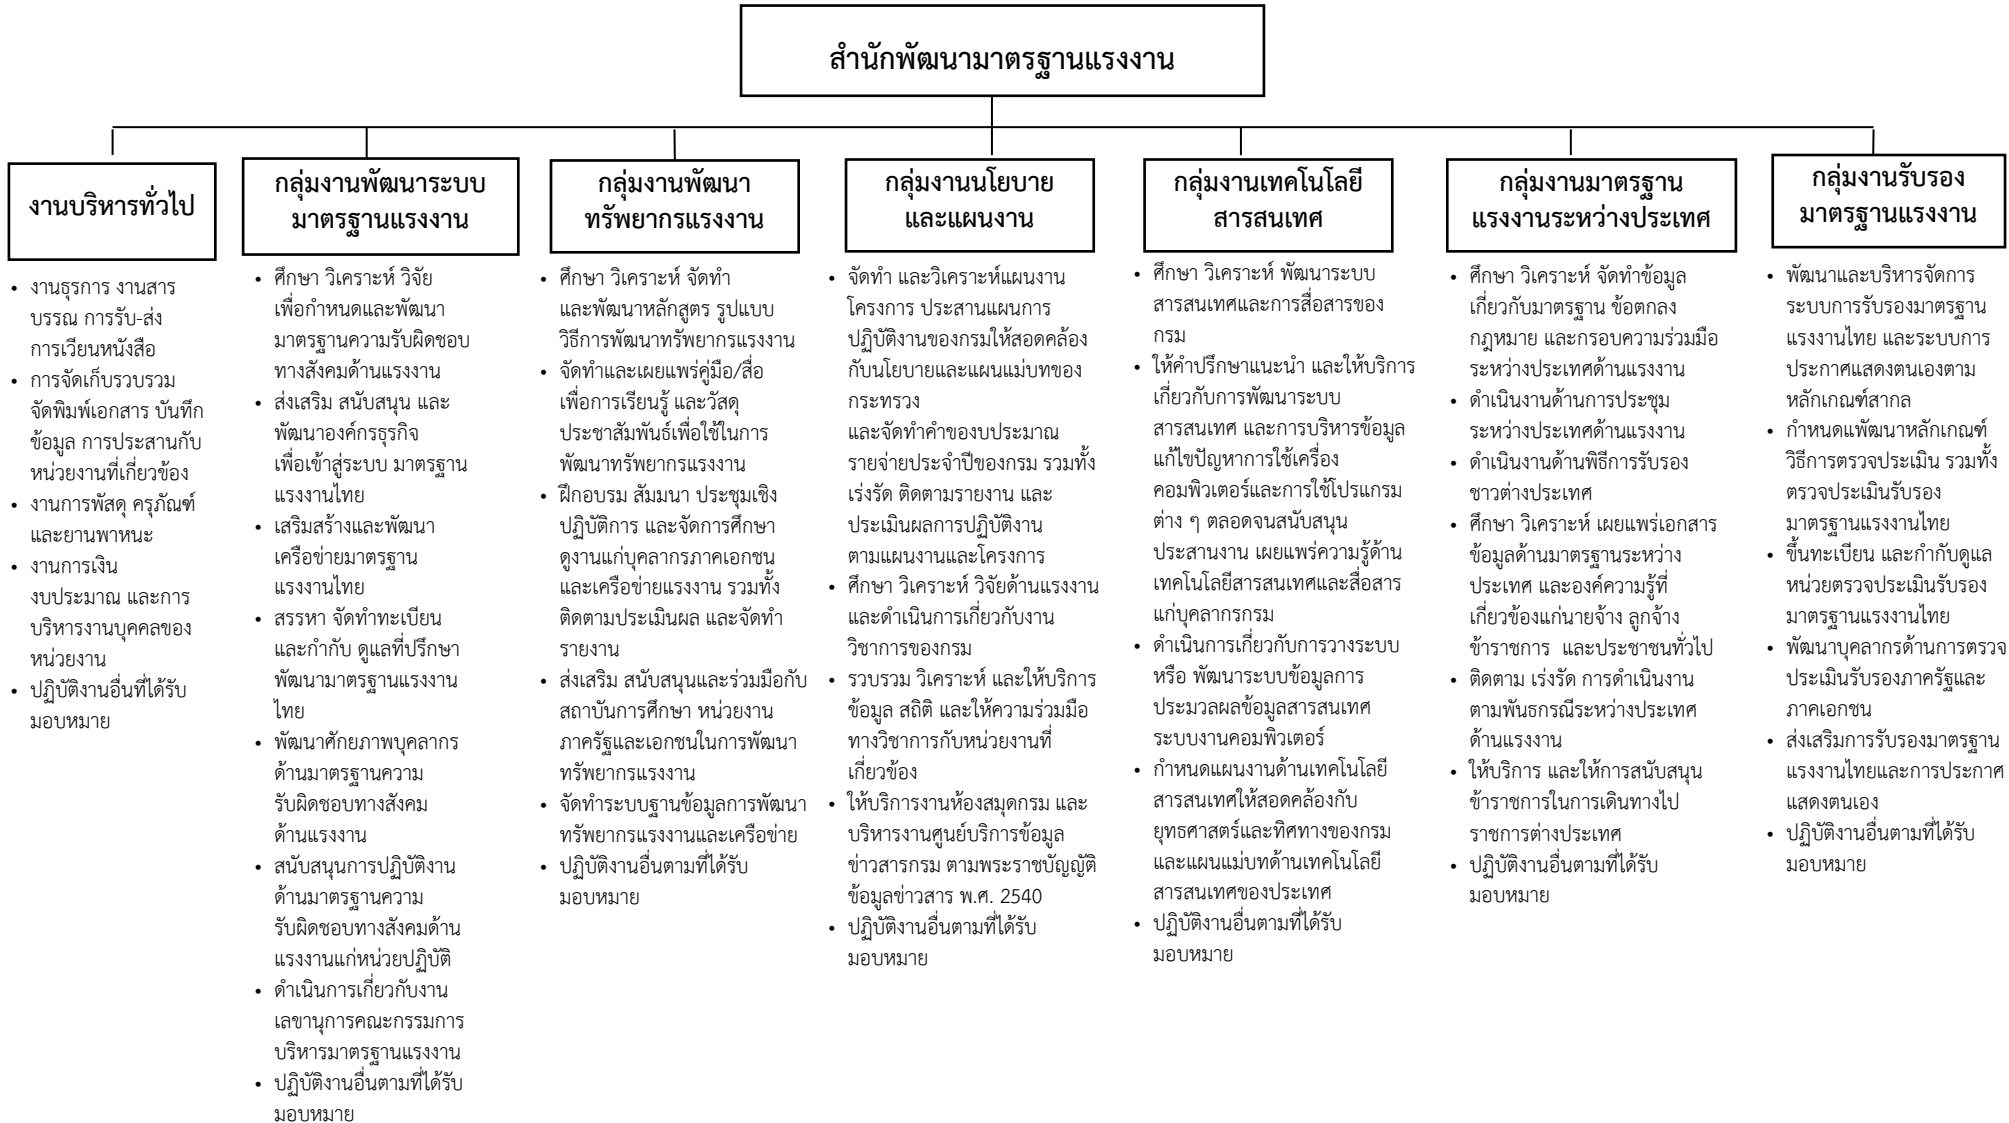 สำนักพัฒนามาตรฐานแรงงาน
งานบริหารทั่วไป
• งานธุรการ งานสาร
บรรณ การรับ-ส่ง
การเวียนหนังสือ
• การจัดเก็บรวบรวม
จัดพิมพ์เอกสาร บันทึก
ข้อมูล การประสานกับ
หน่วยงานที่เกี่ยวข้อง
• งานการพัสดุ ครุภัณฑ์
และยานพาหนะ
• งานการเงิน
งบประมาณ และการ
บริหารงานบุคคลของ
หน่วยงาน
• ปฏิบัติงานอื่นที่ได้รับ
มอบหมาย
กลุ่มงานพัฒนาระบบ
มาตรฐานแรงงาน
• ศึกษา วิเคราะห์ วิจัย
เพื่อกำหนดและพัฒนา
มาตรฐานความรับผิดชอบ
ทางสังคมด้านแรงงาน
• ส่งเสริม สนับสนุน และ
พัฒนาองค์กรธุรกิจ
เพื่อเข้าสู่ระบบ มาตรฐาน
แรงงานไทย
• เสริมสร้างและพัฒนา
เครือข่ายมาตรฐาน
แรงงานไทย
• สรรหา จัดทำทะเบียน
และกำกับ ดูแลที่ปรึกษา
พัฒนามาตรฐานแรงงาน
ไทย
• พัฒนาศักยภาพบุคลากร
ด้านมาตรฐานความ
รับผิดชอบทางสังคม
ด้านแรงงาน
• สนับสนุนการปฏิบัติงาน
ด้านมาตรฐานความ
รับผิดชอบทางสังคมด้าน
แรงงานแก่หน่วยปฏิบัติ
• ดำเนินการเกี่ยวกับงาน
เลขานุการคณะกรรมการ
บริหารมาตรฐานแรงงาน
• ปฏิบัติงานอื่นตามที่ได้รับ
มอบหมาย
กลุ่มงานพัฒนา
ทรัพยากรแรงงาน
• ศึกษา วิเคราะห์ จัดทำ
และพัฒนาหลักสูตร รูปแบบ
วิธีการพัฒนาทรัพยากรแรงงาน
• จัดทำและเผยแพร่คู่มือ/สื่อ
เพื่อการเรียนรู้ และวัสดุ
ประชาสัมพันธ์เพื่อใช้ในการ
พัฒนาทรัพยากรแรงงาน
• ฝึกอบรม สัมมนา ประชุมเชิง
ปฏิบัติการ และจัดการศึกษา
ดูงานแก่บุคลากรภาคเอกชน
และเครือข่ายแรงงาน รวมทั้ง
ติดตามประเมินผล และจัดทำ
รายงาน
• ส่งเสริม สนับสนุนและร่วมมือกับ
สถาบันการศึกษา หน่วยงาน
ภาครัฐและเอกชนในการพัฒนา
ทรัพยากรแรงงาน
• จัดทำระบบฐานข้อมูลการพัฒนา
ทรัพยากรแรงงานและเครือข่าย
• ปฏิบัติงานอื่นตามที่ได้รับ
มอบหมาย
กลุ่มงานนโยบาย
และแผนงาน
• จัดทำ และวิเคราะห์แผนงาน
โครงการ ประสานแผนการ
ปฏิบัติงานของกรมให้สอดคล้อง
กับนโยบายและแผนแม่บทของ
กระทรวง
และจัดทำคำของบประมาณ
รายจ่ายประจำปีของกรม รวมทั้ง
เร่งรัด ติดตามรายงาน และ
ประเมินผลการปฏิบัติงาน
ตามแผนงานและโครงการ
• ศึกษา วิเคราะห์ วิจัยด้านแรงงาน
และดำเนินการเกี่ยวกับงาน
วิชาการของกรม
• รวบรวม วิเคราะห์ และให้บริการ
ข้อมูล สถิติ และให้ความร่วมมือ
ทางวิชาการกับหน่วยงานที่
เกี่ยวข้อง
• ให้บริการงานห้องสมุดกรม และ
บริหารงานศูนย์บริการข้อมูล
ข่าวสารกรม ตามพระราชบัญญัติ
ข้อมูลข่าวสาร พ.ศ. 2540
• ปฏิบัติงานอื่นตามที่ได้รับ
มอบหมาย
กลุ่มงานเทคโนโลยี
สารสนเทศ
• ศึกษา วิเคราะห์ พัฒนาระบบ
สารสนเทศและการสื่อสารของ
กรม
• ให้คำปรึกษาแนะนำ และให้บริการ
เกี่ยวกับการพัฒนาระบบ
สารสนเทศ และการบริหารข้อมูล
แก้ไขปัญหาการใช้เครื่อง
คอมพิวเตอร์และการใช้โปรแกรม
ต่าง ๆ ตลอดจนสนับสนุน
ประสานงาน เผยแพร่ความรู้ด้าน
เทคโนโลยีสารสนเทศและสื่อสาร
แก่บุคลากรกรม
• ดำเนินการเกี่ยวกับการวางระบบ
หรือ พัฒนาระบบข้อมูลการ
ประมวลผลข้อมูลสารสนเทศ
ระบบงานคอมพิวเตอร์
• กำหนดแผนงานด้านเทคโนโลยี
สารสนเทศให้สอดคล้องกับ
ยุทธศาสตร์และทิศทางของกรม
และแผนแม่บทด้านเทคโนโลยี
สารสนเทศของประเทศ
• ปฏิบัติงานอื่นตามที่ได้รับ
มอบหมาย
กลุ่มงานมาตรฐาน
แรงงานระหว่างประเทศ
• ศึกษา วิเคราะห์ จัดทำข้อมูล
เกี่ยวกับมาตรฐาน ข้อตกลง
กฎหมาย และกรอบความร่วมมือ
ระหว่างประเทศด้านแรงงาน
• ดำเนินงานด้านการประชุม
ระหว่างประเทศด้านแรงงาน
• ดำเนินงานด้านพิธีการรับรอง
ชาวต่างประเทศ
• ศึกษา วิเคราะห์ เผยแพร่เอกสาร
ข้อมูลด้านมาตรฐานระหว่าง
ประเทศ และองค์ความรู้ที่
เกี่ยวข้องแก่นายจ้าง ลูกจ้าง
ข้าราชการ และประชาชนทั่วไป
• ติดตาม เร่งรัด การดำเนินงาน
ตามพันธกรณีระหว่างประเทศ
ด้านแรงงาน
• ให้บริการ และให้การสนับสนุน
ข้าราชการในการเดินทางไป
ราชการต่างประเทศ
• ปฏิบัติงานอื่นตามที่ได้รับ
มอบหมาย
กลุ่มงานรับรอง
มาตรฐานแรงงาน
• พัฒนาและบริหารจัดการ
ระบบการรับรองมาตรฐาน
แรงงานไทย และระบบการ
ประกาศแสดงตนเองตาม
หลักเกณฑ์สากล
• กำหนดแพัฒนาหลักเกณฑ์
วิธีการตรวจประเมิน รวมทั้ง
ตรวจประเมินรับรอง
มาตรฐานแรงงานไทย
• ขึ้นทะเบียน และกำกับดูแล
หน่วยตรวจประเมินรับรอง
มาตรฐานแรงงานไทย
• พัฒนาบุคลากรด้านการตรวจ
ประเมินรับรองภาครัฐและ
ภาคเอกชน
• ส่งเสริมการรับรองมาตรฐาน
แรงงานไทยและการประกาศ
แสดงตนเอง
• ปฏิบัติงานอื่นตามที่ได้รับ
มอบหมาย